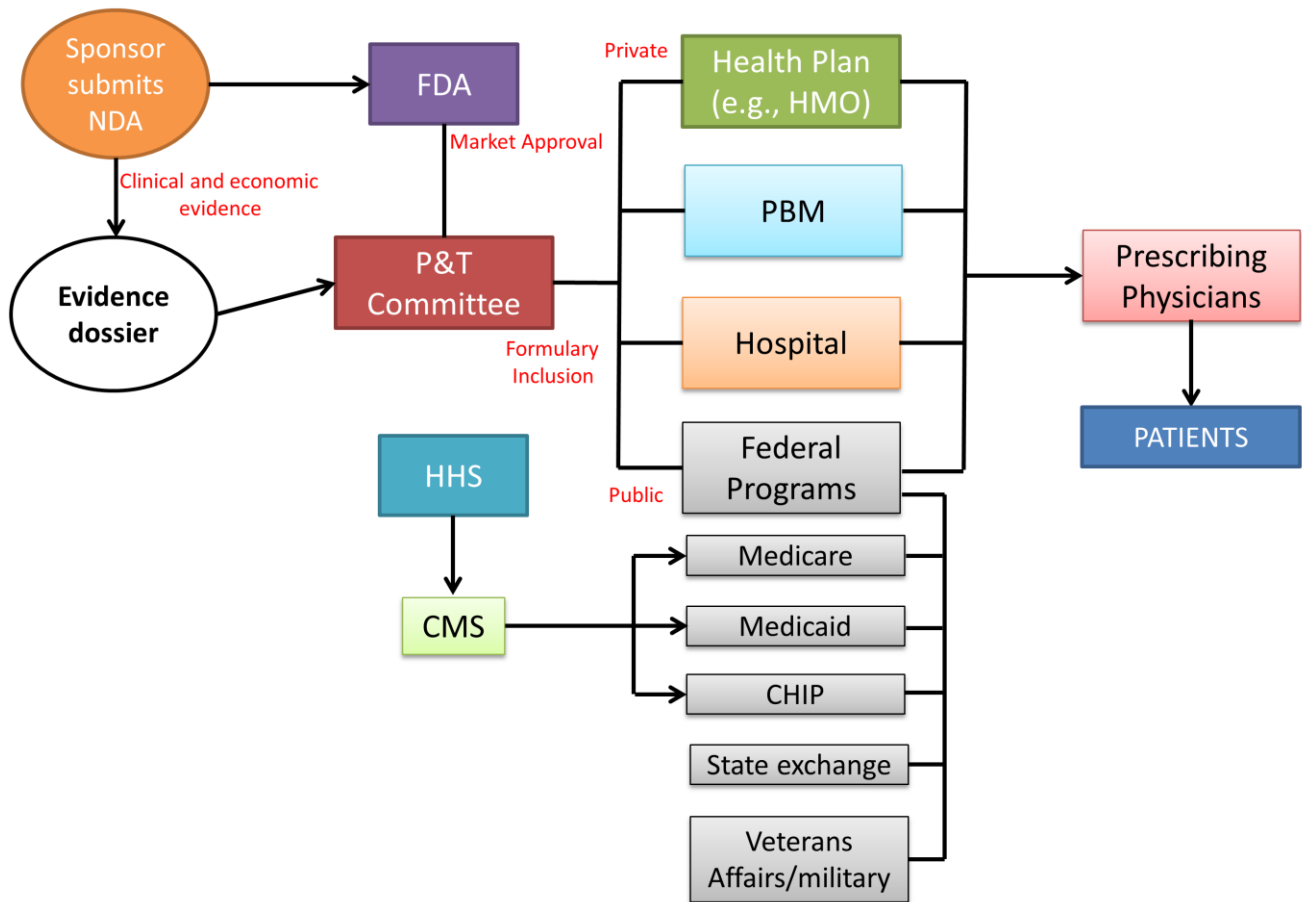 Sponsor
submits
NDA
FDA
Market Approval
Clinical and economic
evidence
Evidence
dossier
P&T
Committee
Formulary
Inclusion
Private
Health Plan
(e.g., HMO)
PBM
Hospital
Federal
Programs
Public
Prescribing
Physicians
PATIENTS
HHS
CMS
Medicare
Medicaid
CHIP
State exchange
Veterans
Affairs/military